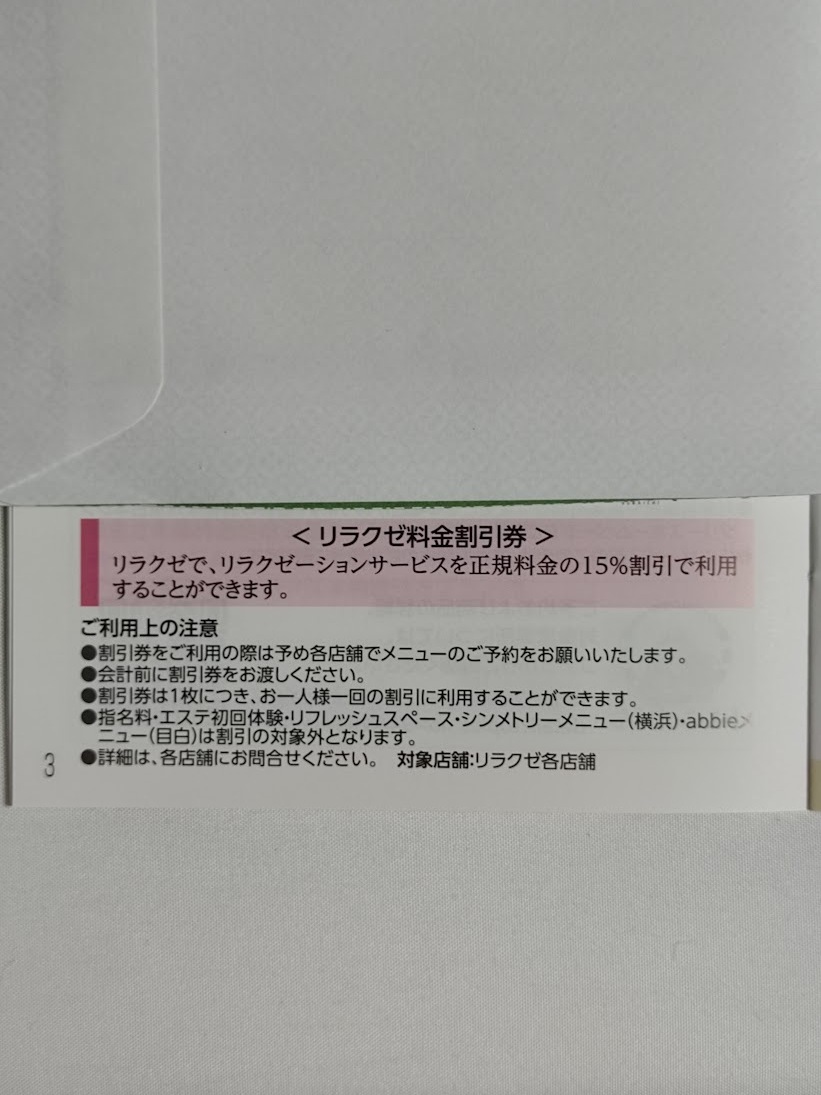 ＜リラクゼ料金割引券＞
リラクゼで、リラクゼーションサービスを正規料金の15%割引で利用
することができます。
ご利用上の注意
●割引券をご利用の際は予め各店舗でメニューのご予約をお願いいたします。
●会計前に割引券をお渡しください。
●割引券は1枚につき、お一人様一回の割引に利用することができます。
●指名料・エステ初回体験・リフレッシュスペース・シンメトリーメニュー(横浜)・abbieメ
ニュー(目白)は割引の対象外となります。
●詳細は、各店舗にお問合せください。 対象店舗:リラクゼ各店舗
3